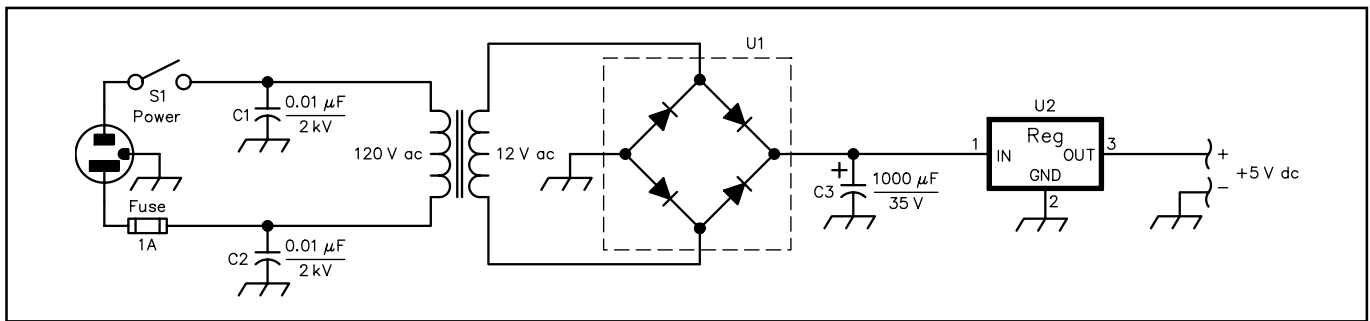 S1
Power
Fuse
1A
C1
0.01 µF
2 kV
C2
0.01 µF
2 kV
120 V ac
12 V ac
U1
C3
+
1000 µF
35 V
U2
Reg
1
IN
OUT
3
GND
2
+
−
+5 V dc